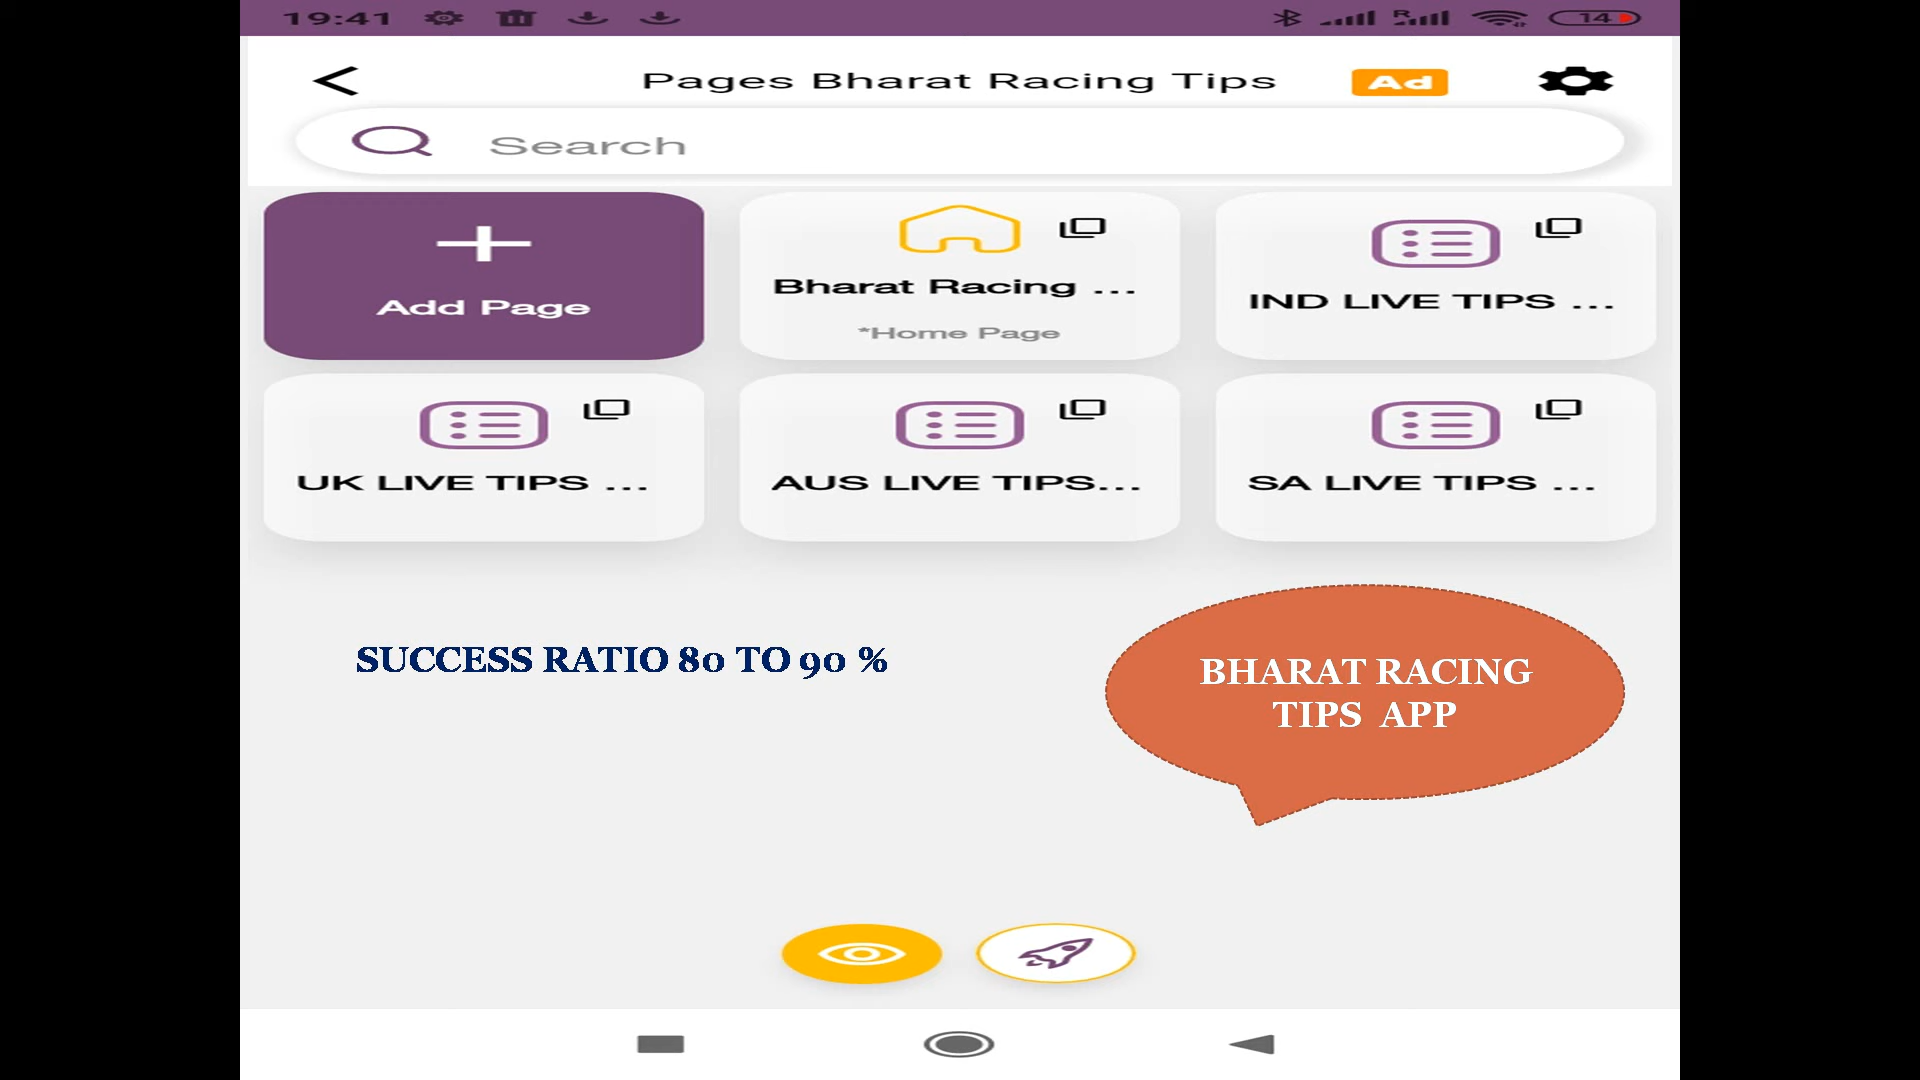 19:41
R
14
Pages Bharat Racing Tips
Ad
Search
Add Page
Bharat Racing ...
*Home Page
IND LIVE TIPS ...
UK LIVE TIPS ...
AUS LIVE TIPS...
SA LIVE TIPS ...
SUCCESS RATIO 80 TO 90 %
BHARAT RACING
TIPS APP